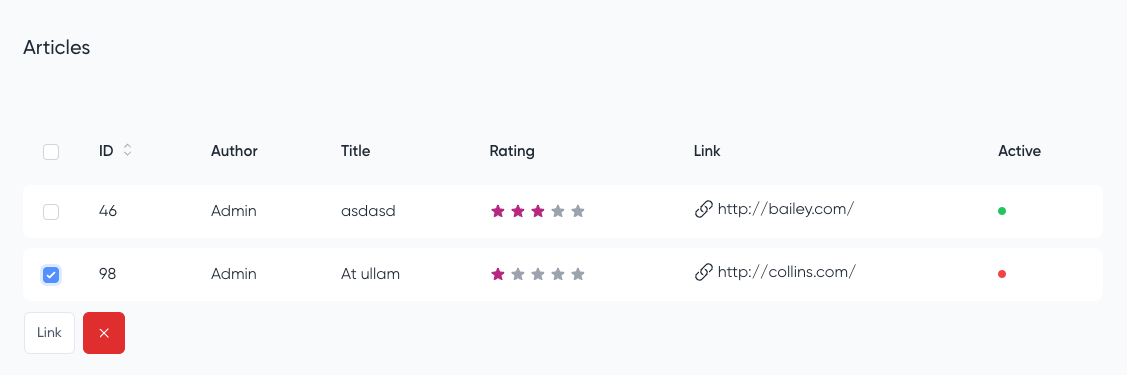 Articles
ID Author Title Rating Link Active
46 Admin asdasd http://bailey.com/
98 Admin At ullam http://collins.com/
Link